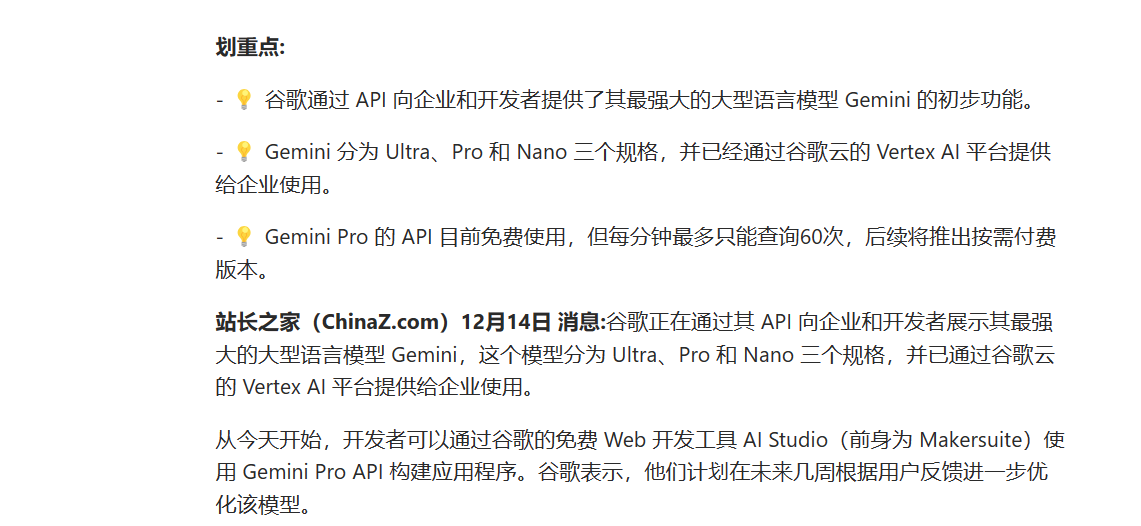 划重点:
- 💡 谷歌通过 API 向企业和开发者提供了其最强大的大型语言模型 Gemini 的初步功能。
- 💡 Gemini 分为 Ultra、Pro 和 Nano 三个规格，并已经通过谷歌云的 Vertex AI 平台提供
给企业使用。
- 💡 Gemini Pro 的 API 目前免费使用，但每分钟最多只能查询60次，后续将推出按需付费
版本。
站长之家（ChinaZ.com）12月14日 消息:谷歌正在通过其 API 向企业和开发者展示其最强
大的大型语言模型 Gemini，这个模型分为 Ultra、Pro 和 Nano 三个规格，并已通过谷歌云
的 Vertex AI 平台提供给企业使用。
从今天开始，开发者可以通过谷歌的免费 Web 开发工具 AI Studio（前身为 Makersuite）使
用 Gemini Pro API 构建应用程序。谷歌表示，他们计划在未来几周根据用户反馈进一步优
化该模型。